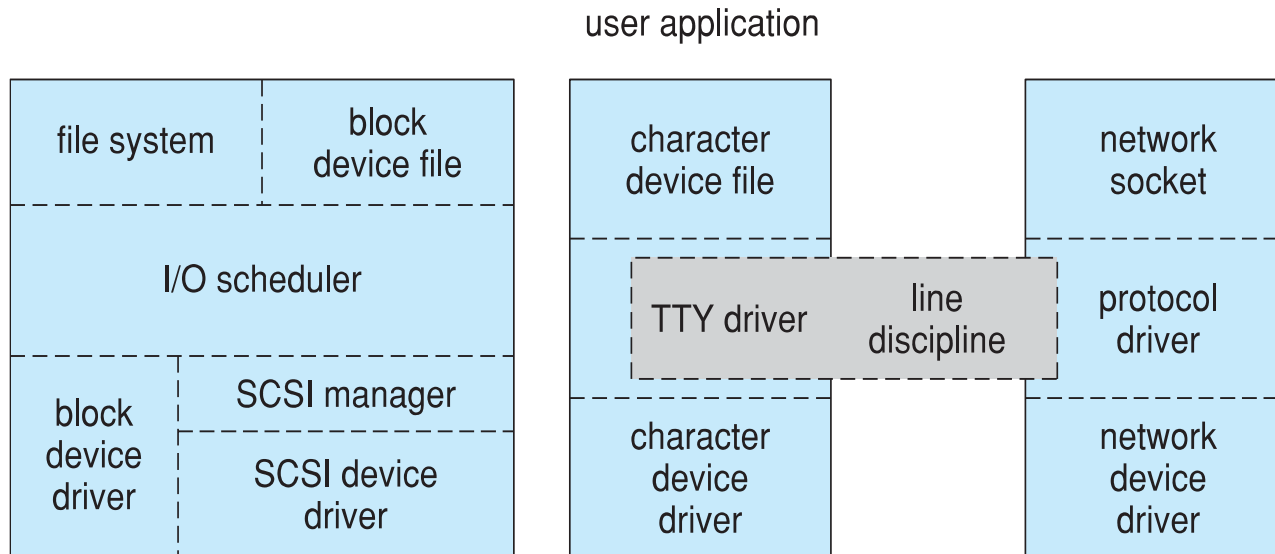 user application
file system
block
device file
I/O scheduler
block
device
driver
SCSI manager
SCSI device
driver
character
device file
TTY driver
line
discipline
character
device
driver
network
socket
protocol
driver
network
device
driver